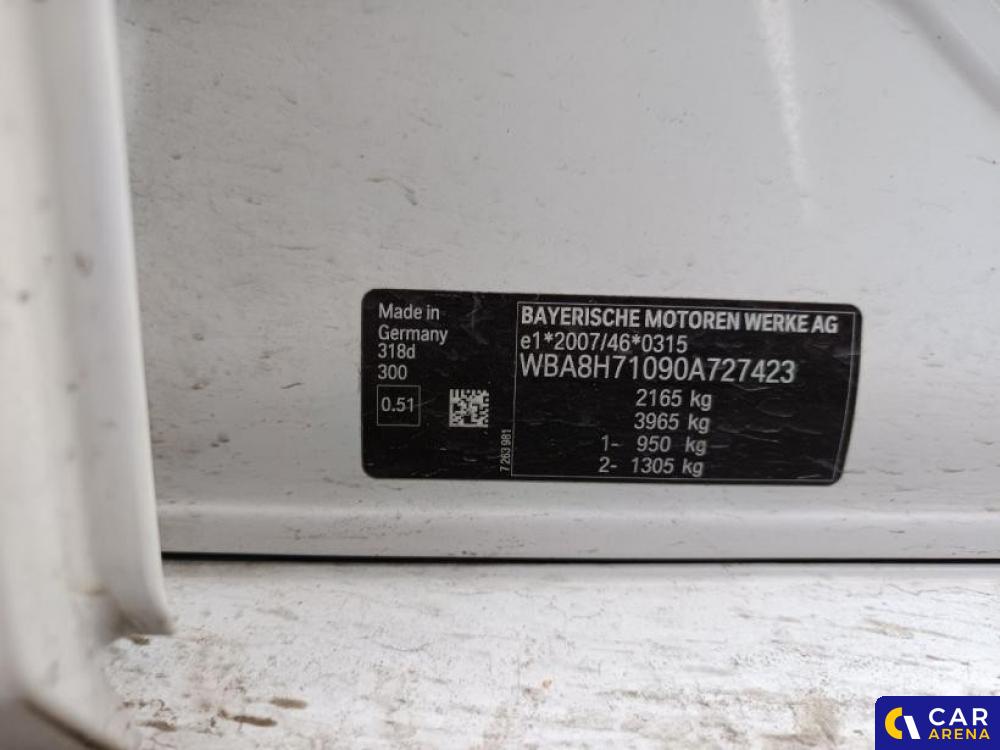 Made in
Germany
318d
300
0.51
7 263 981
BAYERISCHE MOTOREN WERKE AG
e1*2007/46*0315
WBA8H71090A727423
2165 kg
3965 kg
1- 950 kg
2- 1305 kg
CAR
ARENA